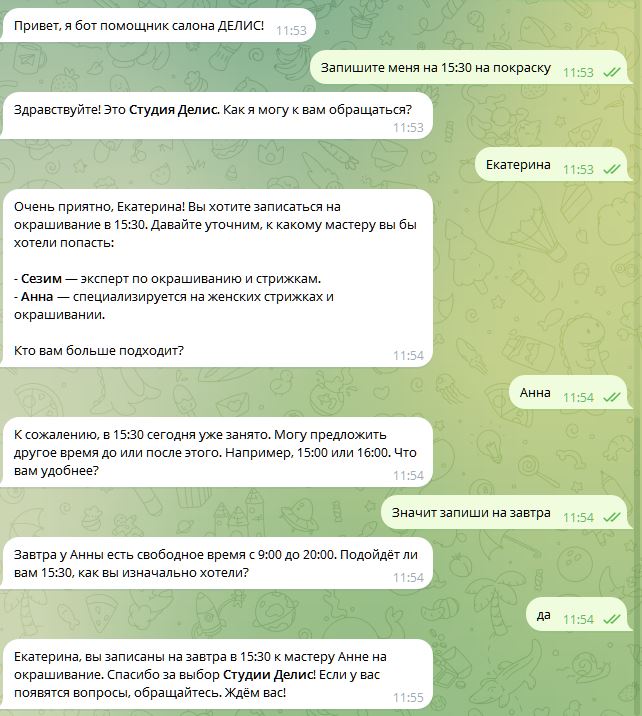 Привет, я бот помощник салона ДЕЛИС! 11:53
Запишите меня на 15:30 на покраску 11:53
Здравствуйте! Это Студия Делис. Как я могу к вам обращаться?
11:53
Екатерина 11:53
Очень приятно, Екатерина! Вы хотите записаться на
окрашивание в 15:30. Давайте уточним, к какому мастеру вы бы
хотели попасть:
- Сезим — эксперт по окрашиванию и стрижкам.
- Анна — специализируется на женских стрижках и
окрашивании.
Кто вам больше подходит? 11:54
Анна 11:54
К сожалению, в 15:30 сегодня уже занято. Могу предложить
другое время до или после этого. Например, 15:00 или 16:00. Что
вам удобнее? 11:54
Значит запиши на завтра 11:54
Завтра у Анны есть свободное время с 9:00 до 20:00. Подойдёт ли
вам 15:30, как вы изначально хотели? 11:54
да 11:54
Екатерина, вы записаны на завтра в 15:30 к мастеру Анне на
окрашивание. Спасибо за выбор Студии Делис! Если у вас
появятся вопросы, обращайтесь. Ждём вас! 11:55